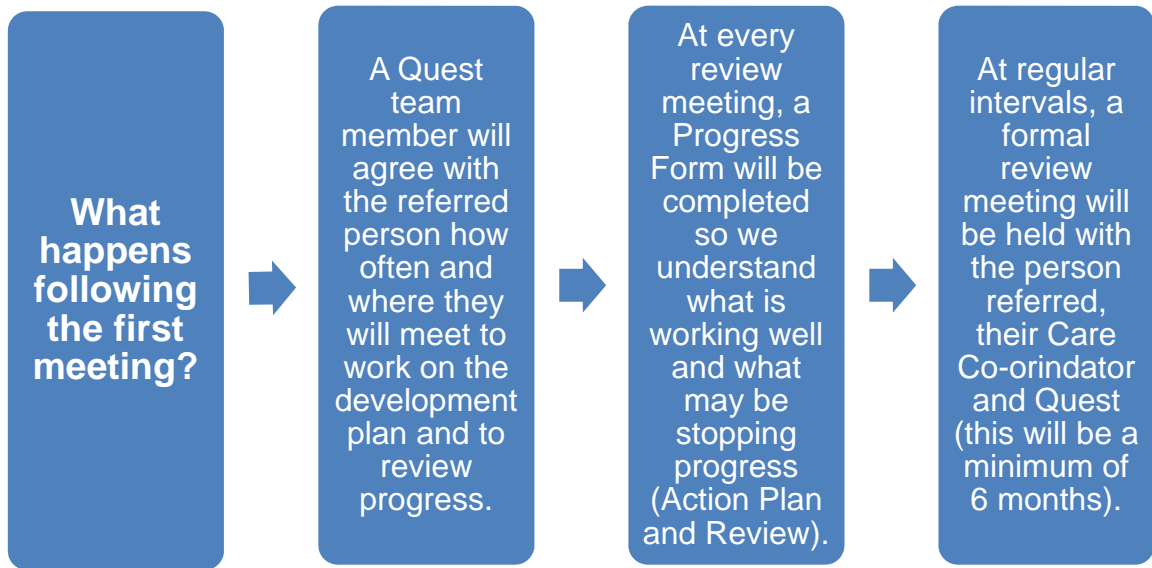 What
happens
following
the first
meeting?
A Quest
team
member will
agree with
the referred
person how
often and
where they
will meet to
work on the
development
plan and to
review
progress.
At every
review
meeting, a
Progress
Form will be
completed
so we
understand
what is
working well
and what
may be
stopping
progress
(Action Plan
and Review).
At regular
intervals, a
formal
review
meeting will
be held with
the person
referred,
their Care
Co-orindator
and Quest
(this will be a
minimum of
6 months).